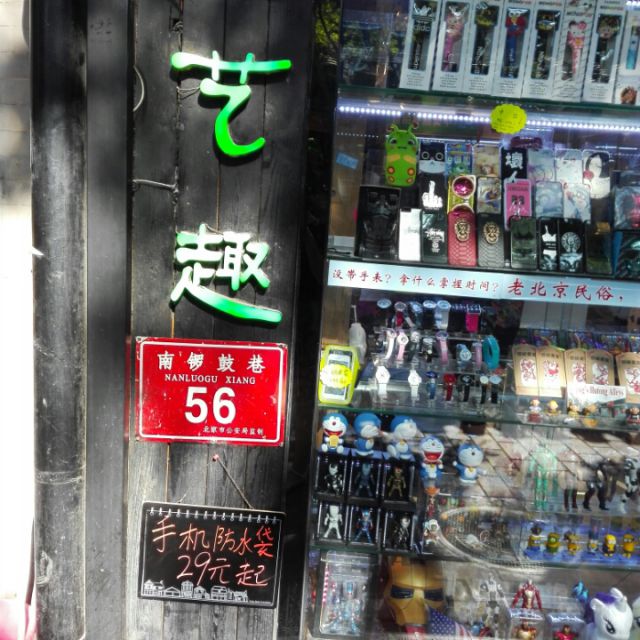 艺
趣
南锣鼓巷
NANLUOGU XIANG
56
北京市公安局监制
手机防水袋
29元起
没带手表？拿什么掌握时间？老北京民俗，